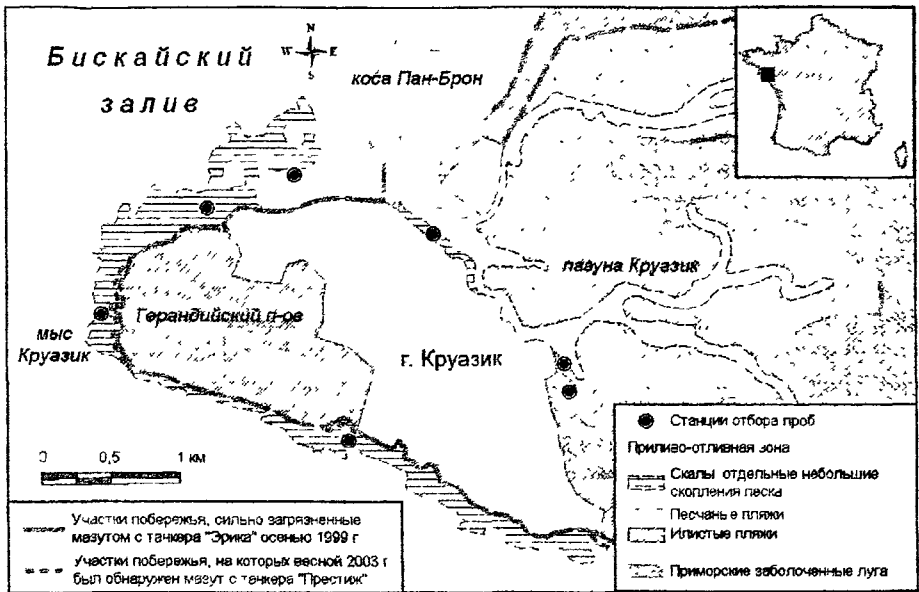 Бискайский
залив
N
W E
S
коса Пан-Брон
лагуна Круазик
Герандийский п-ов
мыс
Круазик
г. Круазик
0 0,5 1 км
Участки побережья, сильно загрязненные
мазутом с танкера "Эрика" осенью 1999 г
Участки побережья, на которых весной 2003 г
был обнаружен мазут с танкера "Престиж"
Станции отбора проб
Приливо-отливная зона
Скалы отдельные небольшие
скопления песка
Песчаные пляжи
Илистые пляжи
Приморские заболоченные луга